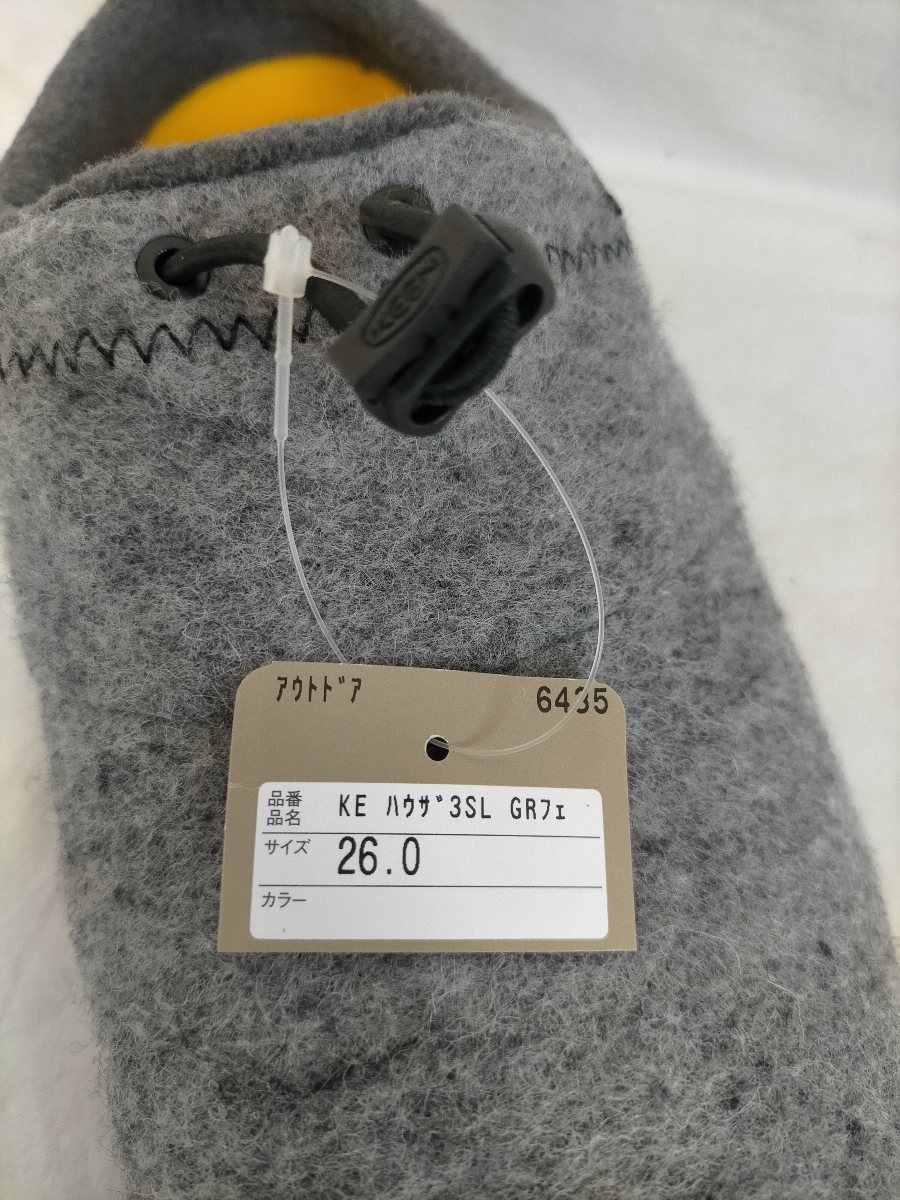 KEEN
ｱｳﾄﾄﾞｱ 6435
品番
品名 KE ﾊｳｻﾞ3SL GRﾌｪ
サイズ 26.0
カラー